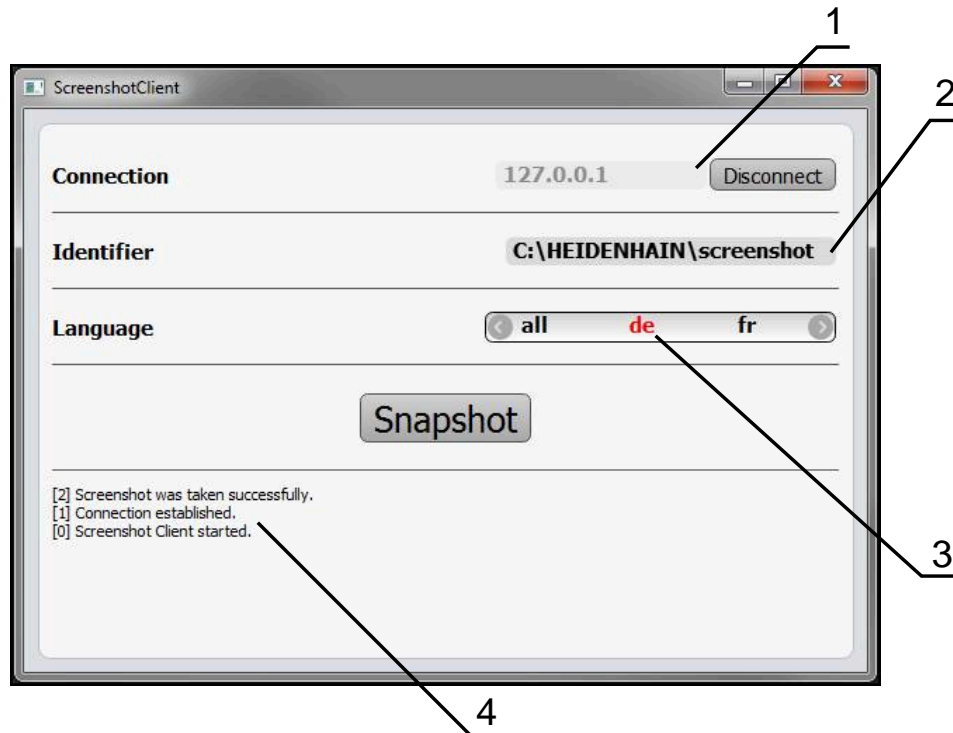 1
ScreenshotClient
2
Connection 127.0.0.1 Disconnect
Identifier C:\HEIDENHAIN\screenshot
Language all de fr
Snapshot
[2] Screenshot was taken successfully.
[1] Connection established.
[0] Screenshot Client started.
3
4